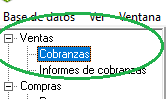 Base de datos Ver Ventana
Ventas
Cobranzas
Informes de cobranzas
Compras